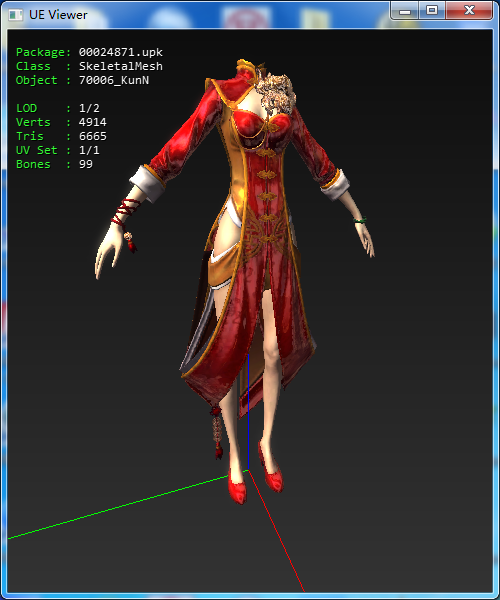 UE Viewer
Package: 00024871.upk
Class  : SkeletalMesh
Object : 70006_KunN
LOD    : 1/2
Verts  : 4914
Tris   : 6665
UV Set : 1/1
Bones  : 99